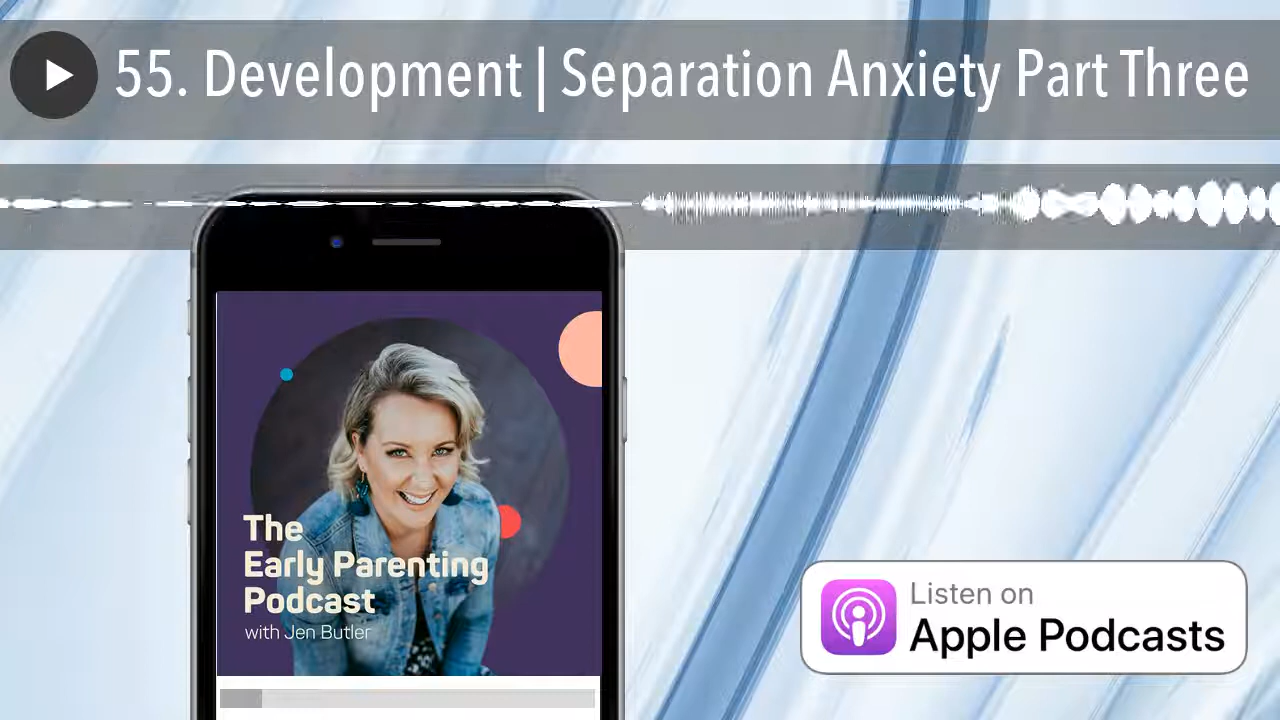 55. Development | Separation Anxiety Part Three
The
Early Parenting
Podcast
with Jen Butler
Listen on
Apple Podcasts